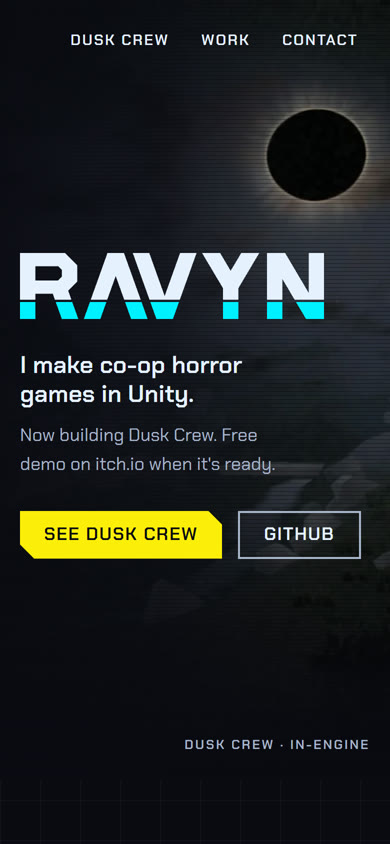 DUSK CREW WORK CONTACT
RAVYN
I make co-op horror
games in Unity.
Now building Dusk Crew. Free
demo on itch.io when it's ready.
SEE DUSK CREW GITHUB
DUSK CREW · IN-ENGINE